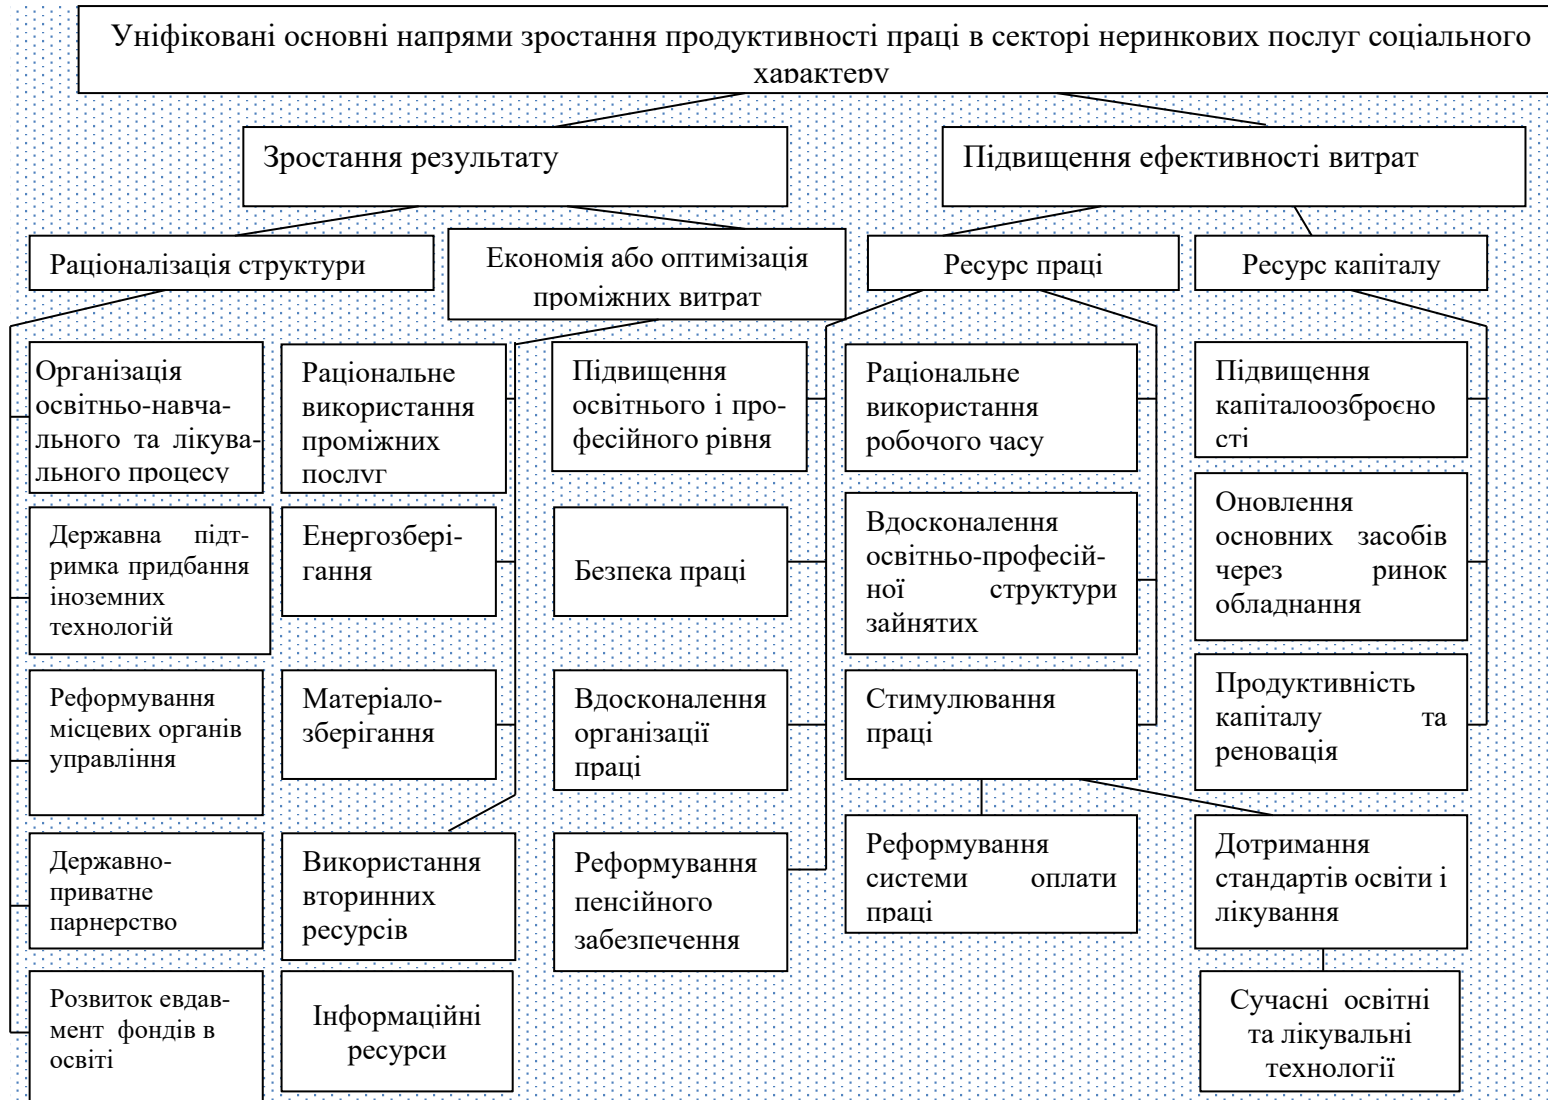 Уніфіковані основні напрями зростання продуктивності праці в секторі неринкових послуг соціального
характеру
Зростання результату
Підвищення ефективності витрат
Раціоналізація структури
Економія або оптимізація
проміжних витрат
Ресурс праці
Ресурс капіталу
Організація
освітньо-навча-
льного та лікува-
льного процесу
Раціональне
використання
проміжних
послуг
Підвищення
освітнього і про-
фесійного рівня
Раціональне
використання
робочого часу
Підвищення
капіталоозброєно
сті
Державна підт-
римка придбання
іноземних
технологій
Енергозбері-
гання
Безпека праці
Вдосконалення
освітньо-професій-
ної структури
зайнятих
Оновлення
основних засобів
через ринок
обладнання
Реформування
місцевих органів
управління
Матеріало-
зберігання
Вдосконалення
організації
праці
Стимулювання
праці
Продуктивність
капіталу та
реновація
Державно-
приватне
парнерство
Використання
вторинних
ресурсів
Реформування
пенсійного
забезпечення
Реформування
системи оплати
праці
Дотримання
стандартів освіти і
лікування
Розвиток евдав-
мент фондів в
освіті
Інформаційні
ресурси
Сучасні освітні
та лікувальні
технології